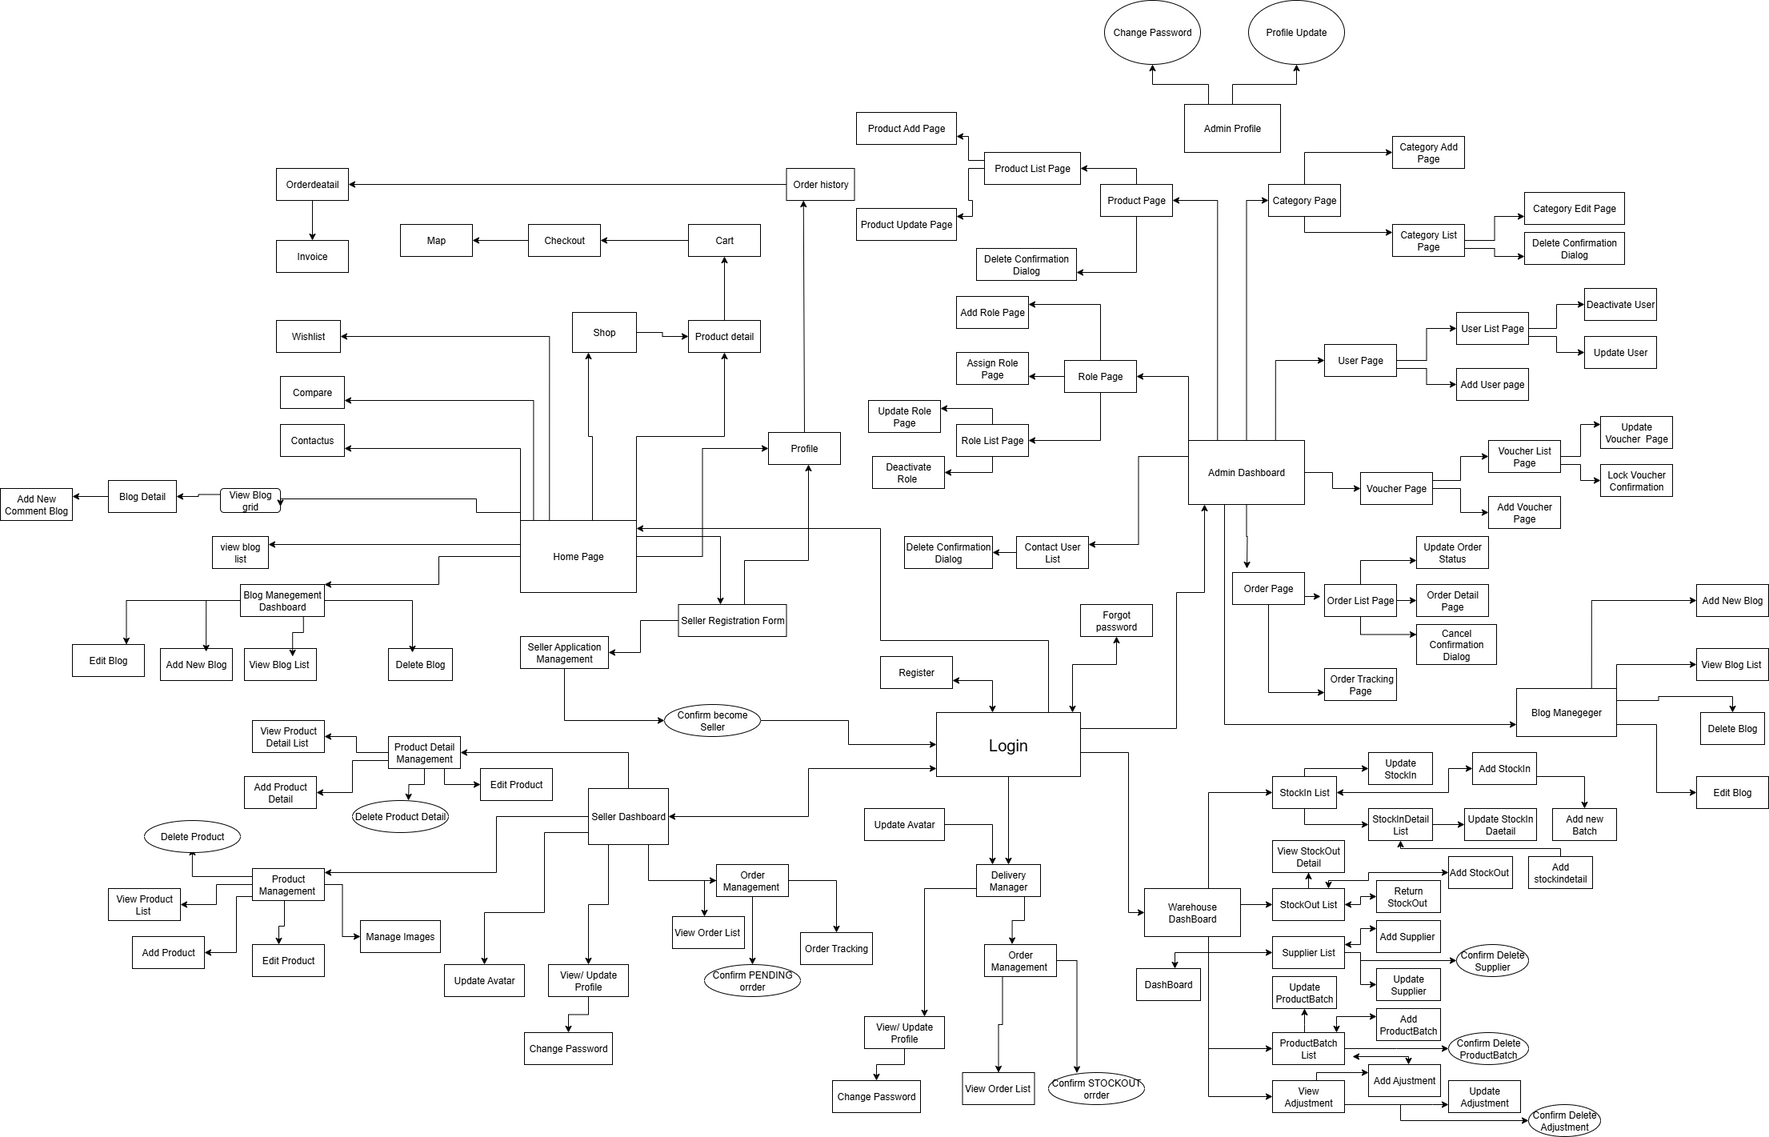 Change Password
Profile Update
Admin Profile
Product Add Page
Product List Page
Product Page
Product Update Page
Delete Confirmation
Dialog
Category Add
Page
Category Page
Category Edit Page
Category List
Page
Delete Confirmation
Dialog
Orderdeatail
Order history
Invoice
Map
Checkout
Cart
Wishlist
Shop
Product detail
Compare
Contactus
Profile
Add Role Page
Assign Role
Page
Role Page
Update Role
Page
Role List Page
Deactivate
Role
Deactivate User
User List Page
Update User
User Page
Add User page
Update
Voucher Page
Voucher List
Page
Lock Voucher
Confirmation
Voucher Page
Add Voucher
Page
Admin Dashboard
Add New
Comment Blog
Blog Detail
View Blog
grid
view blog
list
Home Page
Blog Manegement
Dashboard
Edit Blog
Add New Blog
View Blog List
Delete Blog
Seller Registration Form
Seller Application
Management
Delete Confirmation
Dialog
Contact User
List
Update Order
Status
Order Page
Order List Page
Order Detail
Page
Cancel
Confirmation
Dialog
Order Tracking
Page
Add New Blog
View Blog List
Blog Manegeger
Delete Blog
Edit Blog
Forgot
password
Register
Confirm become
Seller
Login
View Product
Detail List
Product Detail
Management
Add Product
Detail
Edit Product
Delete Product Detail
Seller Dashboard
Delete Product
Product
Management
View Product
List
Add Product
Edit Product
Manage Images
Update Avatar
View/ Update
Profile
Change Password
Order
Management
View Order List
Order Tracking
Confirm PENDING
orrder
Update Avatar
Delivery
Manager
Order
Management
View/ Update
Profile
Change Password
View Order List
Confirm STOCKOUT
orrder
Update
StockIn
Add StockIn
StockIn List
StockInDetail
List
Update StockIn
Daetail
Add new
Batch
View StockOut
Detail
Add StockOut
Add
stockindetail
Warehouse
DashBoard
StockOut List
Return
StockOut
Add Supplier
Supplier List
Confirm Delete
Supplier
DashBoard
Update
Supplier
Update
ProductBatch
Add
ProductBatch
ProductBatch
List
Confirm Delete
ProductBatch
Add Ajustment
View
Adjustment
Update
Adjustment
Confirm Delete
Adjustment